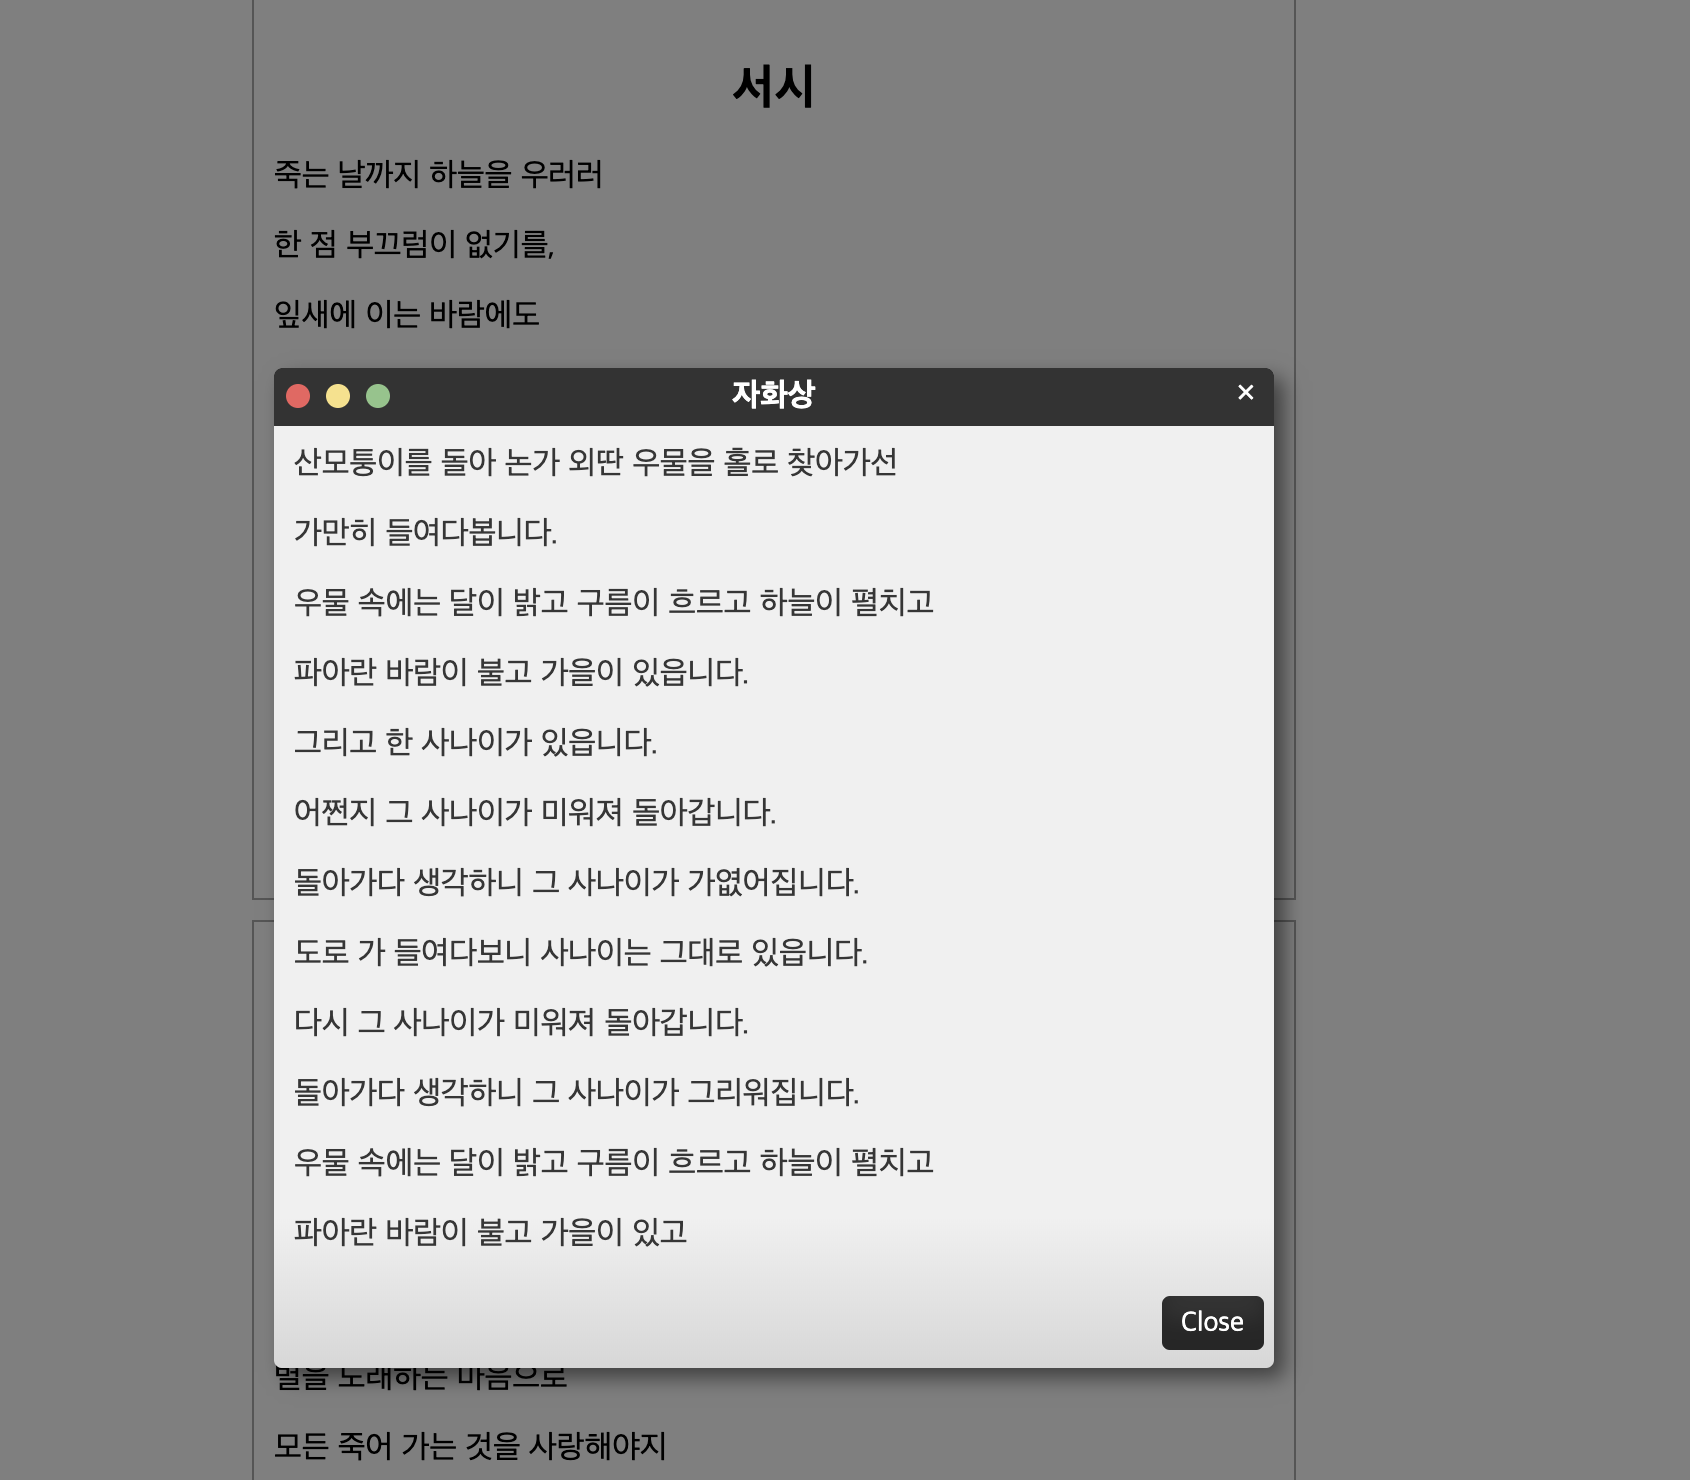 서시
죽는 날까지 하늘을 우러러
한 점 부끄럼이 없기를,
잎새에 이는 바람에도
자화상
×
산모퉁이를 돌아 논가 외딴 우물을 홀로 찾아가선
가만히 들여다봅니다.
우물 속에는 달이 밝고 구름이 흐르고 하늘이 펼치고
파아란 바람이 불고 가을이 있읍니다.
그리고 한 사나이가 있읍니다.
어쩐지 그 사나이가 미워져 돌아갑니다.
돌아가다 생각하니 그 사나이가 가엾어집니다.
도로 가 들여다보니 사나이는 그대로 있읍니다.
다시 그 사나이가 미워져 돌아갑니다.
돌아가다 생각하니 그 사나이가 그리워집니다.
우물 속에는 달이 밝고 구름이 흐르고 하늘이 펼치고
파아란 바람이 불고 가을이 있고
Close
별을 노래하는 마음으로
모든 죽어 가는 것을 사랑해야지